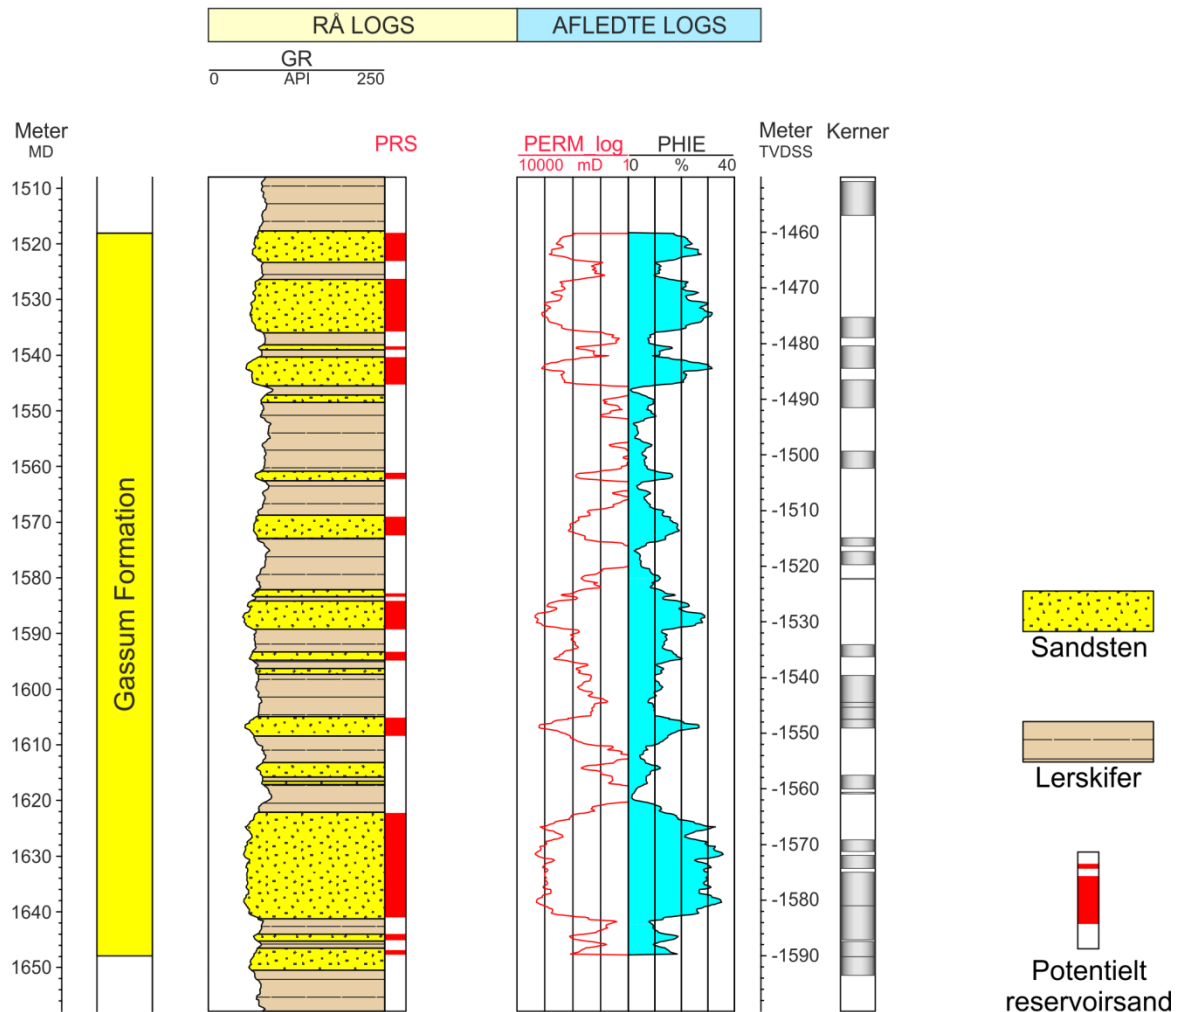 RÅ LOGS
AFLEDTE LOGS
GR
0 API 250
Meter
MD
PRS
PERM_log
10000 mD 1
PHIE
0 % 40
Meter
TVDSS
Kerner
1510
1520
1530
1540
1550
1560
1570
1580
1590
1600
1610
1620
1630
1640
1650
Gassum Formation
-1460
-1470
-1480
-1490
-1500
-1510
-1520
-1530
-1540
-1550
-1560
-1570
-1580
-1590
Sandsten
Lerskifer
Potentielt
reservoirsand